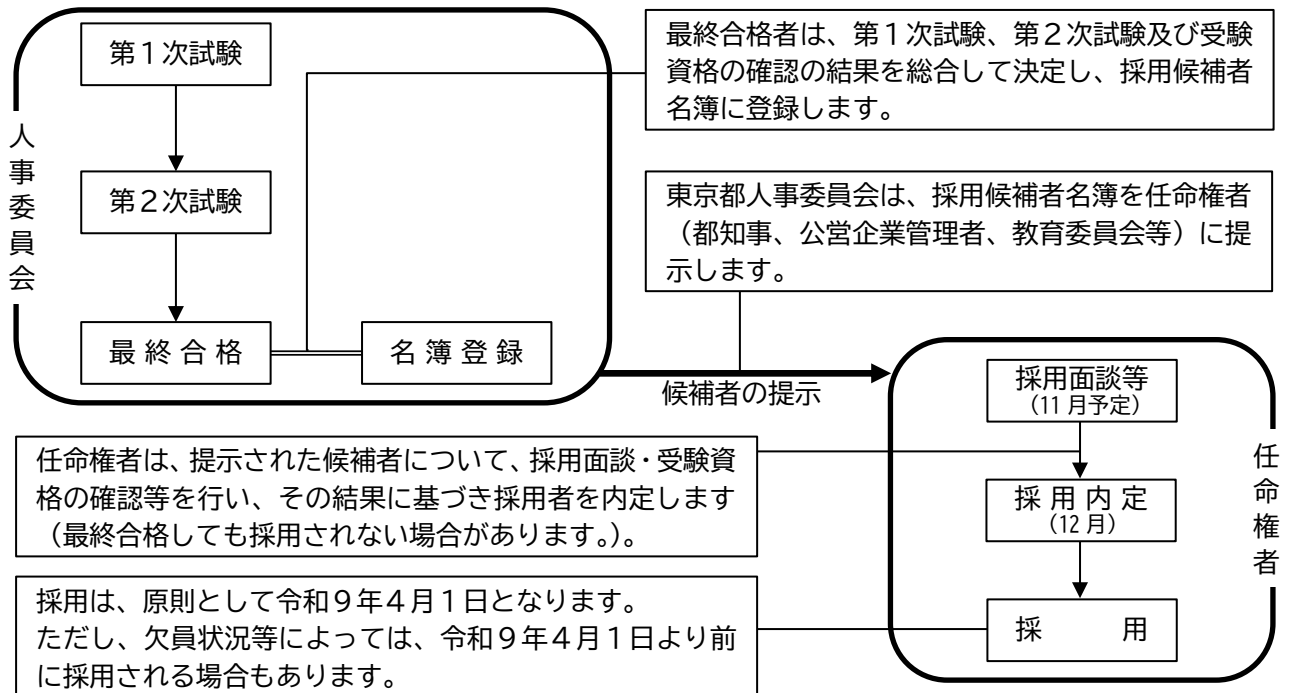 第１次試験
最終合格者は、第１次試験、第２次試験及び受験
資格の確認の結果を総合して決定し、採用候補者
名簿に登録します。
人事委員会
第２次試験
東京都人事委員会は、採用候補者名簿を任命権者
（都知事、公営企業管理者、教育委員会等）に提
示します。
最終合格
名簿登録
候補者の提示
採用面談等
（11月予定）
任命権者は、提示された候補者について、採用面談・受験資
格の確認等を行い、その結果に基づき採用者を内定します
（最終合格しても採用されない場合があります。）。
任命権者
採用内定
（12月）
採用は、原則として令和９年４月１日となります。
ただし、欠員状況等によっては、令和９年４月１日より前
に採用される場合もあります。
採　　用